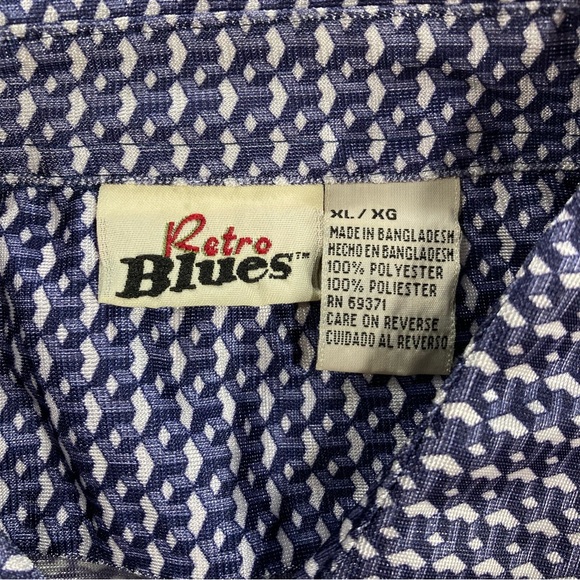 Retro
Blues™
XL / XG
MADE IN BANGLADESH
HECHO EN BANGLADESH
100% POLYESTER
100% POLIESTER
RN 69371
CARE ON REVERSE
CUIDADO AL REVERSO